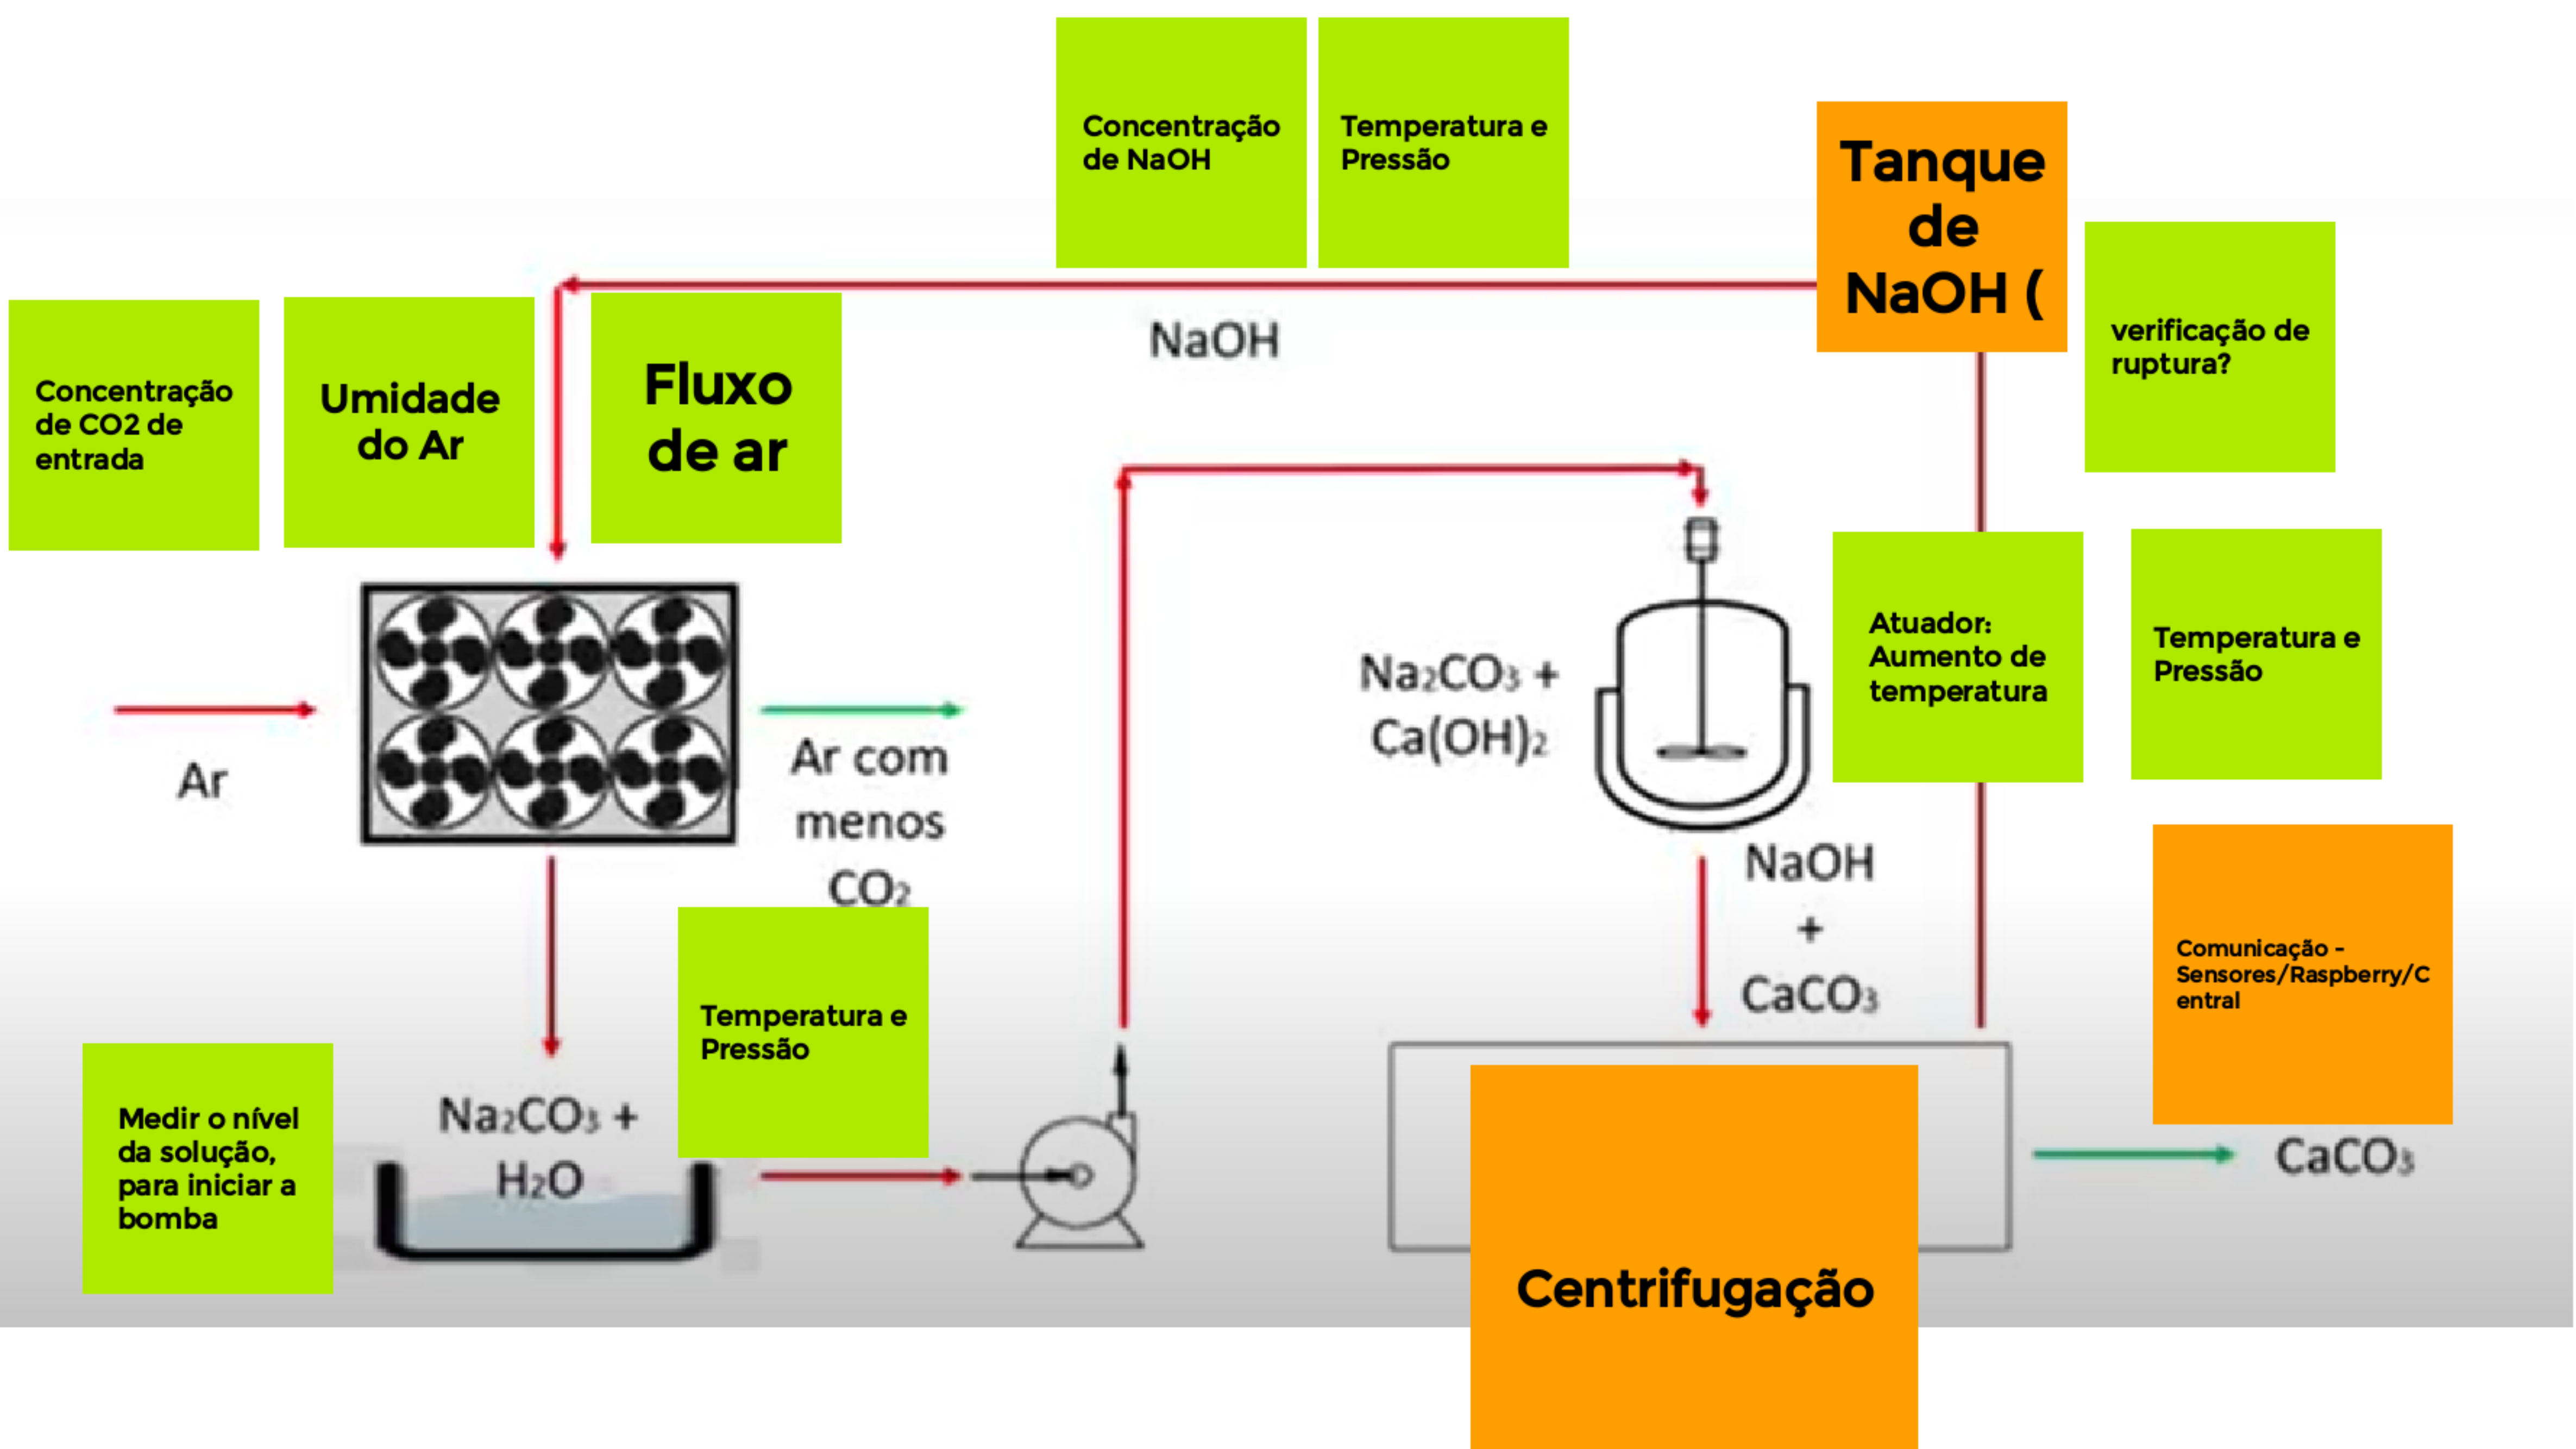 Concentração
de NaOH
Temperatura e
Pressão
Tanque
de
NaOH (
verificação de
ruptura?
NaOH
Concentração
de CO2 de
entrada
Umidade
do Ar
Fluxo
de ar
Ar
Ar com
menos
CO₂
Na₂CO₃ +
Ca(OH)₂
Atuador:
Aumento de
temperatura
Temperatura e
Pressão
NaOH
+
CaCO₃
Comunicação -
Sensores/Raspberry/C
entral
Temperatura e
Pressão
Medir o nível
da solução,
para iniciar a
bomba
Na₂CO₃ +
H₂O
Centrifugação
CaCO₃